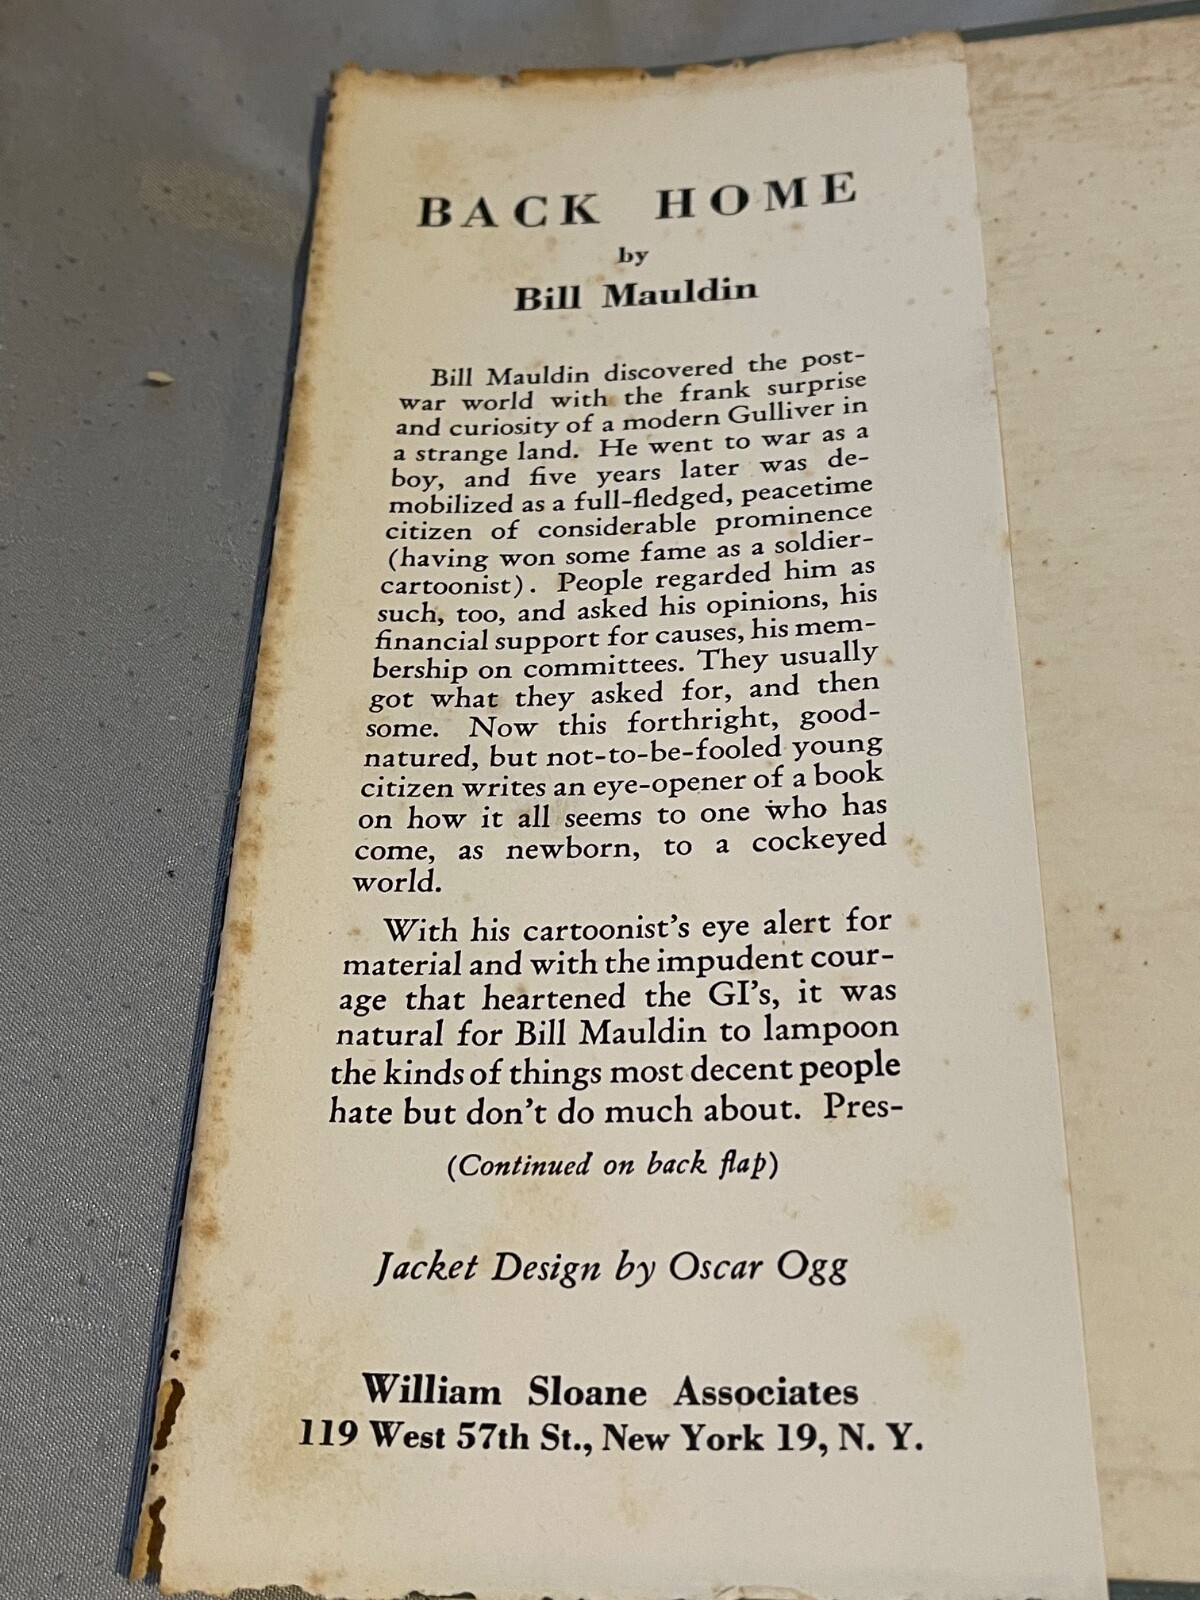 BACK HOME
by
Bill Mauldin
Bill Mauldin discovered the post-
war world with the frank surprise
and curiosity of a modern Gulliver in
a strange land. He went to war as a
boy, and five years later was de-
mobilized as a full-fledged, peacetime
citizen of considerable prominence
(having won some fame as a soldier-
cartoonist). People regarded him as
such, too, and asked his opinions, his
financial support for causes, his mem-
bership on committees. They usually
got what they asked for, and then
some. Now this forthright, good-
natured, but not-to-be-fooled young
citizen writes an eye-opener of a book
on how it all seems to one who has
come, as newborn, to a cockeyed
world.
With his cartoonist's eye alert for
material and with the impudent cour-
age that heartened the GI's, it was
natural for Bill Mauldin to lampoon
the kinds of things most decent people
hate but don't do much about. Pres-
(Continued on back flap)
Jacket Design by Oscar Ogg
William Sloane Associates
119 West 57th St., New York 19, N. Y.